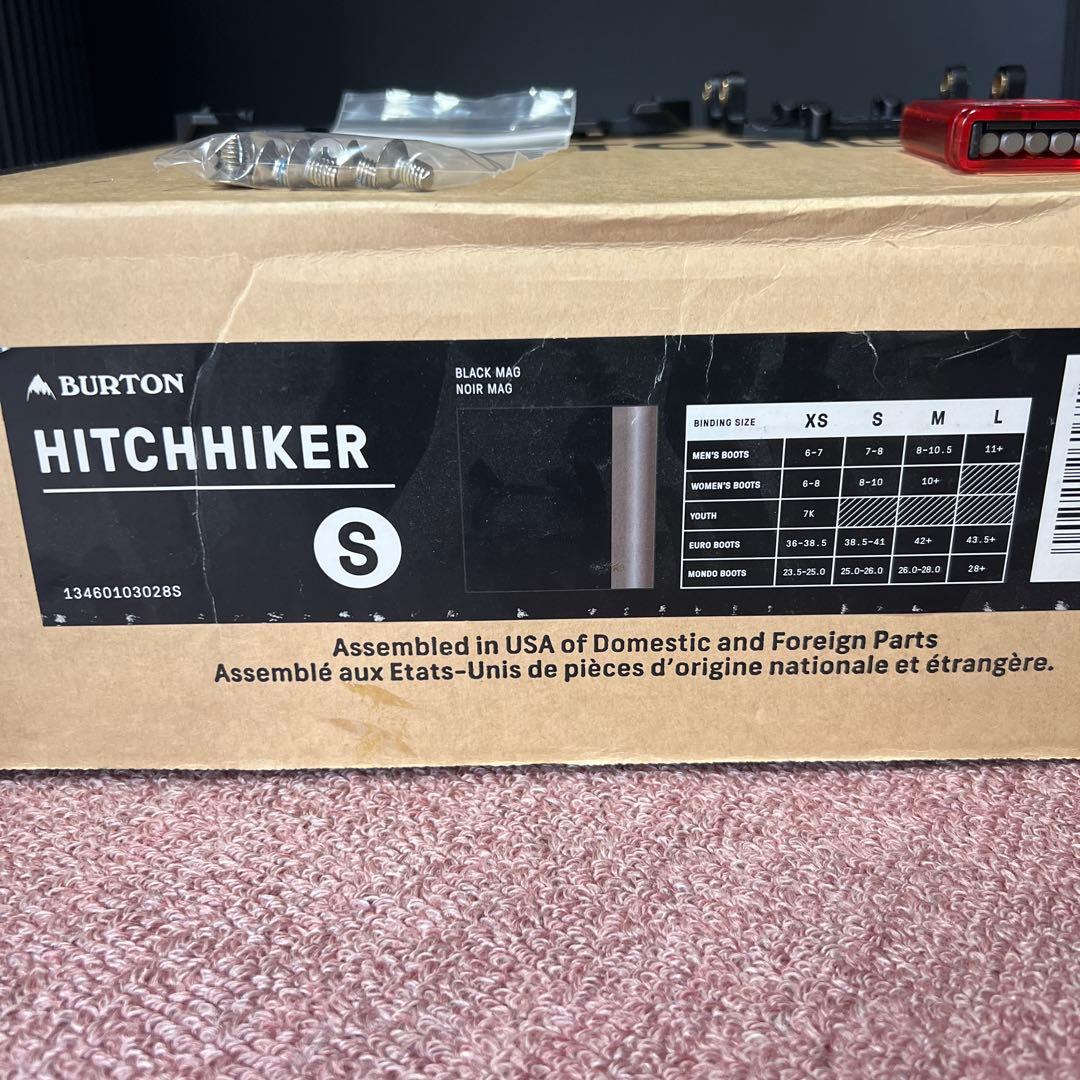 BURTON
HITCHHIKER
S
13460103028S
BLACK MAG
NOIR MAG
BINDING SIZE XS S M L
MEN'S BOOTS 6-7 7-8 8-10.5 11+
WOMEN'S BOOTS 6-8 8-10 10+
YOUTH 7K
EURO BOOTS 36-38.5 38.5-41 42+ 43.5+
MONDO BOOTS 23.5-25.0 25.0-26.0 26.0-28.0 28+
Assembled in USA of Domestic and Foreign Parts
Assemblé aux Etats-Unis de pièces d'origine nationale et étrangère.